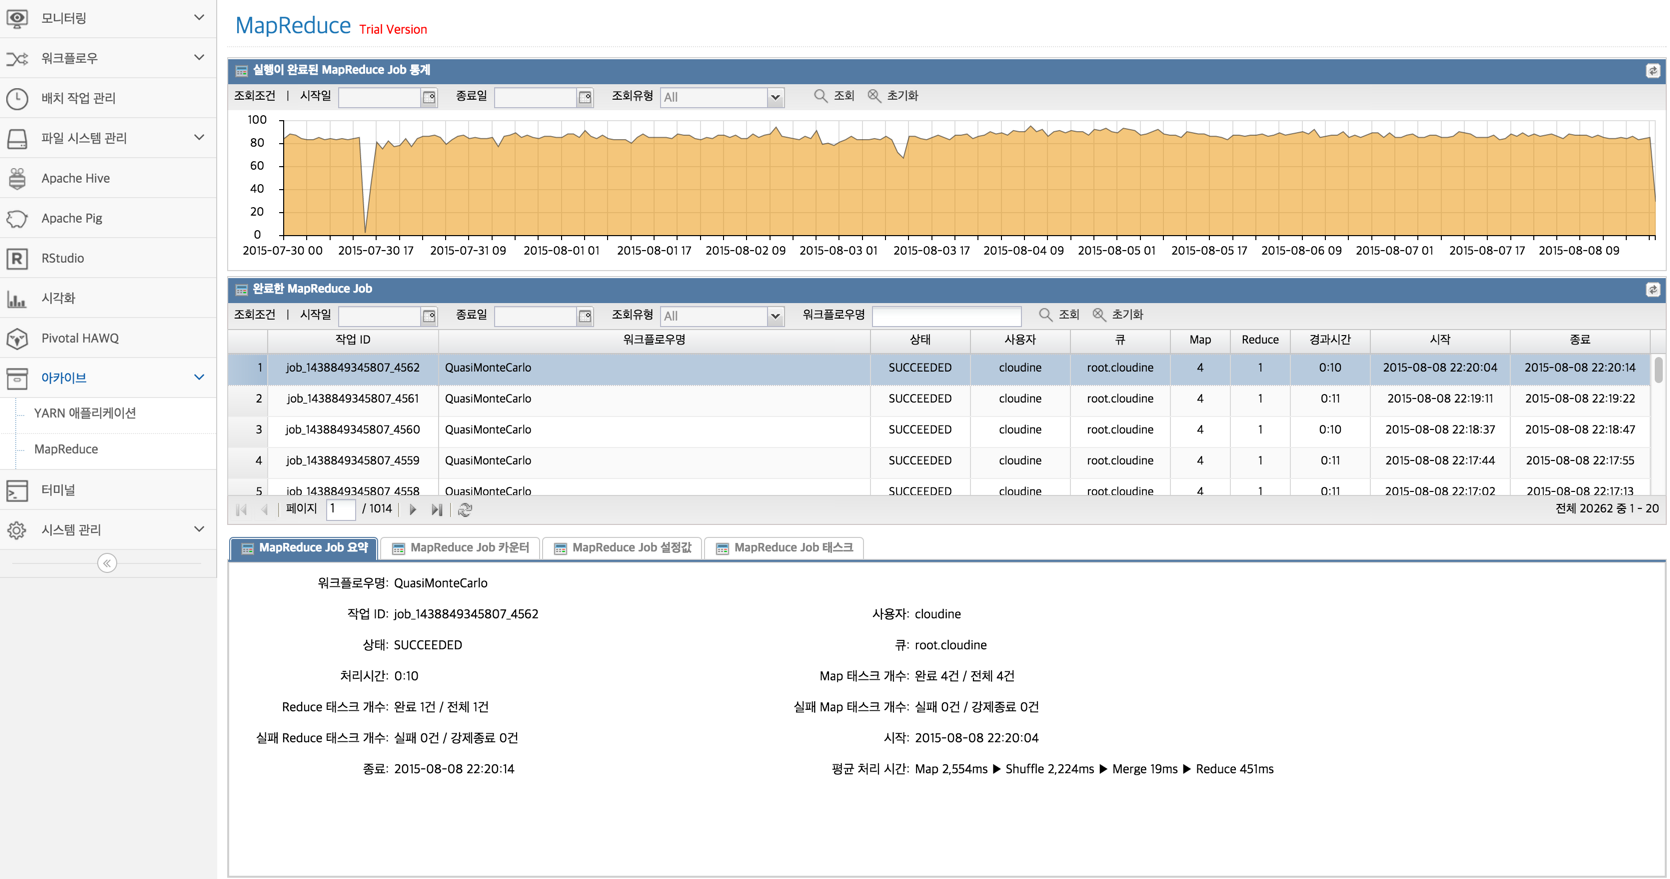 모니터링
워크플로우
배치 작업 관리
파일 시스템 관리
Apache Hive
Apache Pig
R RStudio
시각화
Pivotal HAWQ
아카이브
YARN 애플리케이션
MapReduce
터미널
시스템 관리
MapReduce Trial Version
실행이 완료된 MapReduce Job 통계
조회조건 | 시작일 종료일 조회유형 All 조회 초기화
100
80
60
40
20
0
2015-07-30 00 2015-07-30 17 2015-07-31 09 2015-08-01 01 2015-08-01 17 2015-08-02 09 2015-08-03 01 2015-08-03 17 2015-08-04 09 2015-08-05 01 2015-08-05 17 2015-08-06 09 2015-08-07 01 2015-08-07 17 2015-08-08 09
완료한 MapReduce Job
조회조건 | 시작일 종료일 조회유형 All 워크플로우명 조회 초기화
작업 ID 워크플로우명 상태 사용자 큐 Map Reduce 경과시간 시작 종료
1 job_1438849345807_4562 QuasiMonteCarlo SUCCEEDED cloudine root.cloudine 4 1 0:10 2015-08-08 22:20:04 2015-08-08 22:20:14
2 job_1438849345807_4561 QuasiMonteCarlo SUCCEEDED cloudine root.cloudine 4 1 0:11 2015-08-08 22:19:11 2015-08-08 22:19:22
3 job_1438849345807_4560 QuasiMonteCarlo SUCCEEDED cloudine root.cloudine 4 1 0:10 2015-08-08 22:18:37 2015-08-08 22:18:47
4 job_1438849345807_4559 QuasiMonteCarlo SUCCEEDED cloudine root.cloudine 4 1 0:11 2015-08-08 22:17:44 2015-08-08 22:17:55
5 job_1438849345807_4558 QuasiMonteCarlo SUCCEEDED cloudine root.cloudine 4 1 0:11 2015-08-08 22:17:02 2015-08-08 22:17:13
페이지 1 / 1014 전체 20262 중 1 - 20
MapReduce Job 요약 MapReduce Job 카운터 MapReduce Job 설정값 MapReduce Job 태스크
워크플로우명: QuasiMonteCarlo
작업 ID: job_1438849345807_4562 사용자: cloudine
상태: SUCCEEDED 큐: root.cloudine
처리시간: 0:10 Map 태스크 개수: 완료 4건 / 전체 4건
Reduce 태스크 개수: 완료 1건 / 전체 1건 실패 Map 태스크 개수: 실패 0건 / 강제종료 0건
실패 Reduce 태스크 개수: 실패 0건 / 강제종료 0건 시작: 2015-08-08 22:20:04
종료: 2015-08-08 22:20:14 평균 처리 시간: Map 2,554ms ▶ Shuffle 2,224ms ▶ Merge 19ms ▶ Reduce 451ms